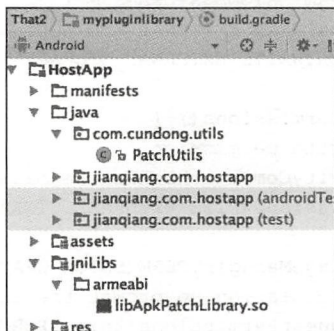 That2 mypluginlibrary build.gradle
Android
HostApp
manifests
java
com.cundong.utils
PatchUtils
jianqiang.com.hostapp
jianqiang.com.hostapp (androidTe
jianqiang.com.hostapp (test)
assets
jniLibs
armeabi
libApkPatchLibrary.so
res